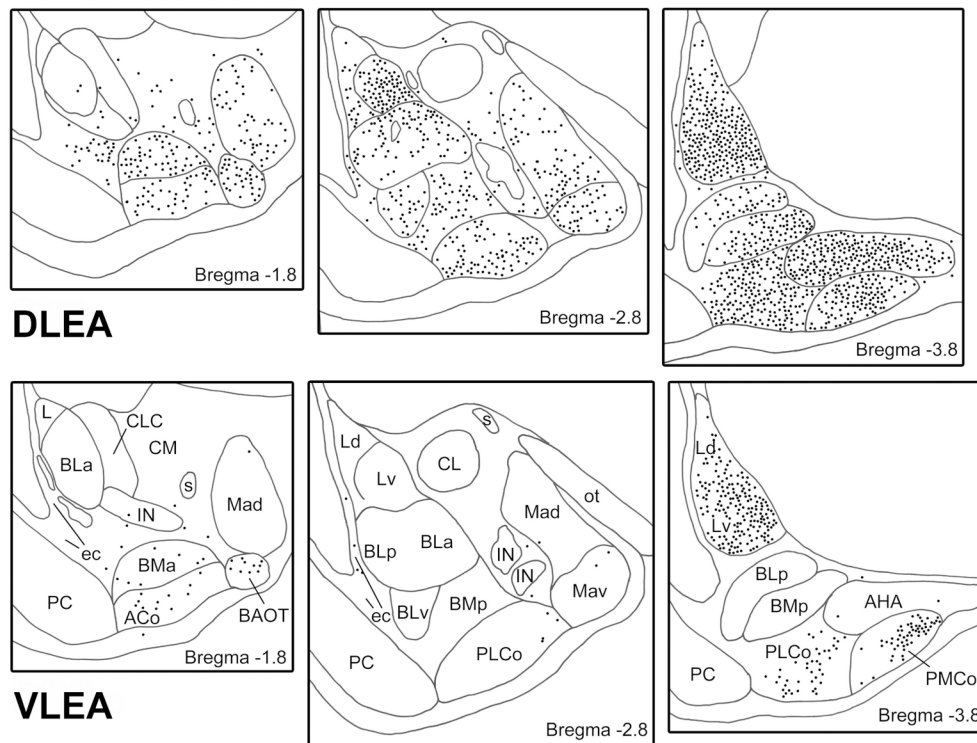 Bregma -1.8
Bregma -2.8
Bregma -3.8
DLEA
L
CLC
CM
BLa
s
IN
Mad
ec
BMa
PC
ACo
BAOT
Bregma -1.8
s
Ld
CL
Lv
ot
Mad
BLp
BLa
IN
IN
ec
BLv
BMp
Mav
PC
PLCo
Bregma -2.8
Ld
Lv
BLp
BMp
AHA
PLCo
PC
PMCo
Bregma -3.8
VLEA